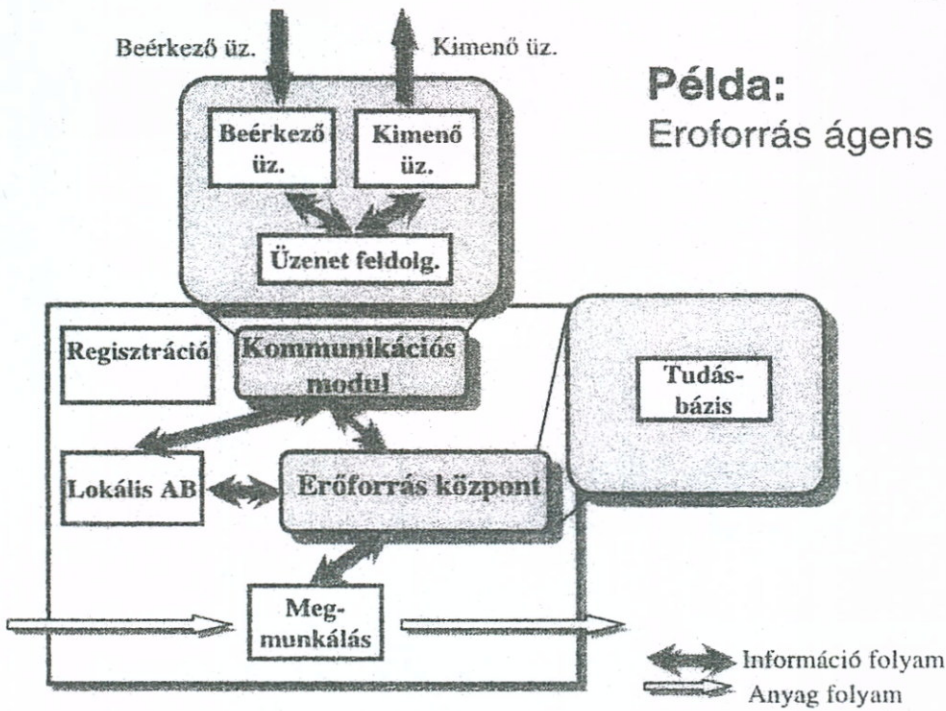 Beérkező üz.
Kimenő üz.
Példa:
Eroforrás ágens
Beérkező
üz.
Kimenő
üz.
Üzenet feldolg.
Regisztráció
Kommunikációs
modul
Tudás-
bázis
Lokális AB
Erőforrás központ
Meg-
munkálás
Információ folyam
Anyag folyam